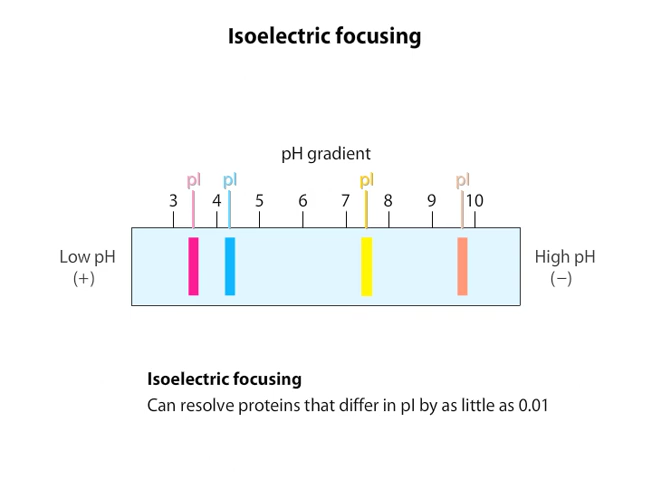 Isoelectric focusing
pH gradient
pI pI pI pI
3 4 5 6 7 8 9 10
Low pH
(+)
High pH
(−)
Isoelectric focusing
Can resolve proteins that differ in pI by as little as 0.01